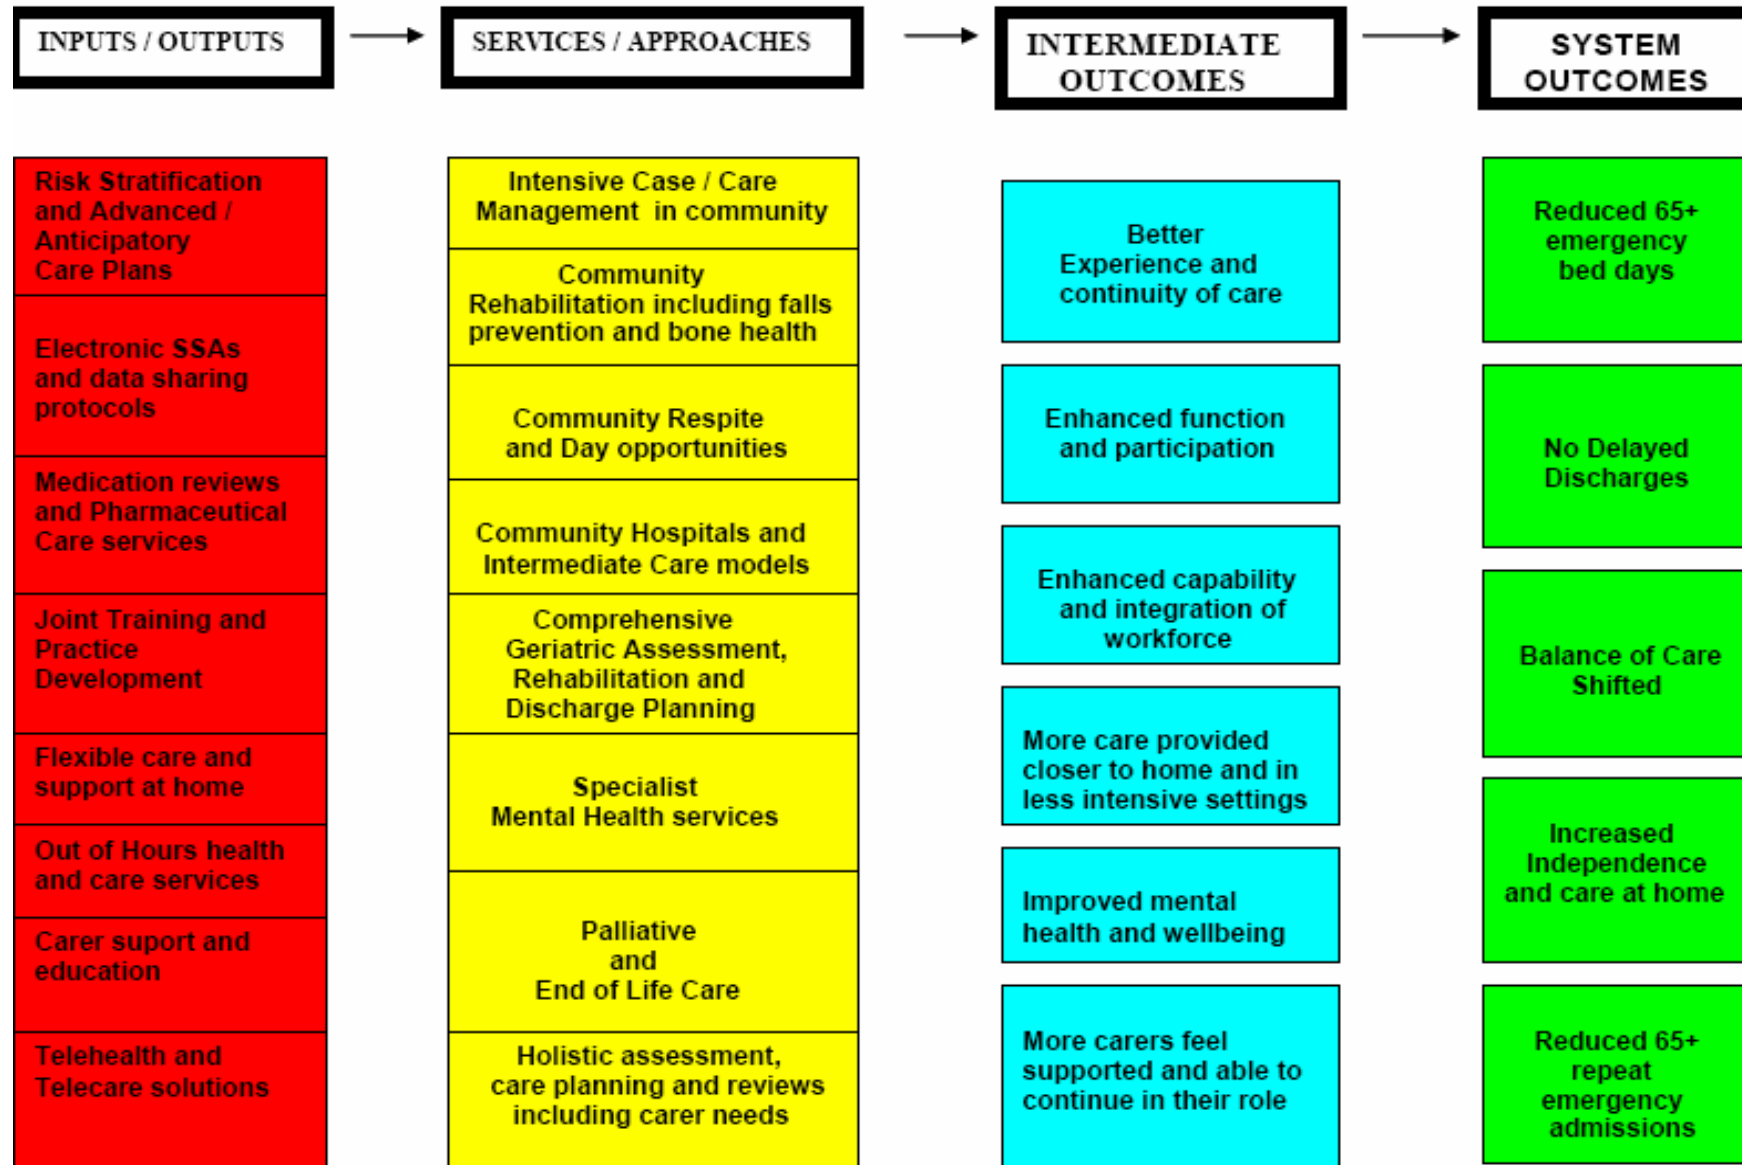 INPUTS / OUTPUTS
SERVICES / APPROACHES
INTERMEDIATE
OUTCOMES
SYSTEM
OUTCOMES
Risk Stratification
and Advanced /
Anticipatory
Care Plans
Electronic SSAs
and data sharing
protocols
Medication reviews
and Pharmaceutical
Care services
Joint Training and
Practice
Development
Flexible care and
support at home
Out of Hours health
and care services
Carer suport and
education
Telehealth and
Telecare solutions
Intensive Case / Care
Management in community
Community
Rehabilitation including falls
prevention and bone health
Community Respite
and Day opportunities
Community Hospitals and
Intermediate Care models
Comprehensive
Geriatric Assessment,
Rehabilitation and
Discharge Planning
Specialist
Mental Health services
Palliative
and
End of Life Care
Holistic assessment,
care planning and reviews
including carer needs
Better
Experience and
continuity of care
Enhanced function
and participation
Enhanced capability
and integration of
workforce
More care provided
closer to home and in
less intensive settings
Improved mental
health and wellbeing
More carers feel
supported and able to
continue in their role
Reduced 65+
emergency
bed days
No Delayed
Discharges
Balance of Care
Shifted
Increased
Independence
and care at home
Reduced 65+
repeat
emergency
admissions